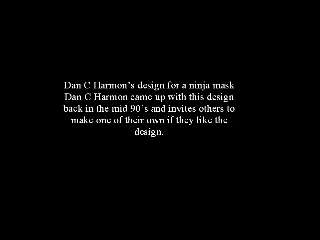 Dan C Harmon's design for a ninja mask
Dan C Harmon came up with this design
back in the mid 90's and invites others to
make one of their own if they like the
design.